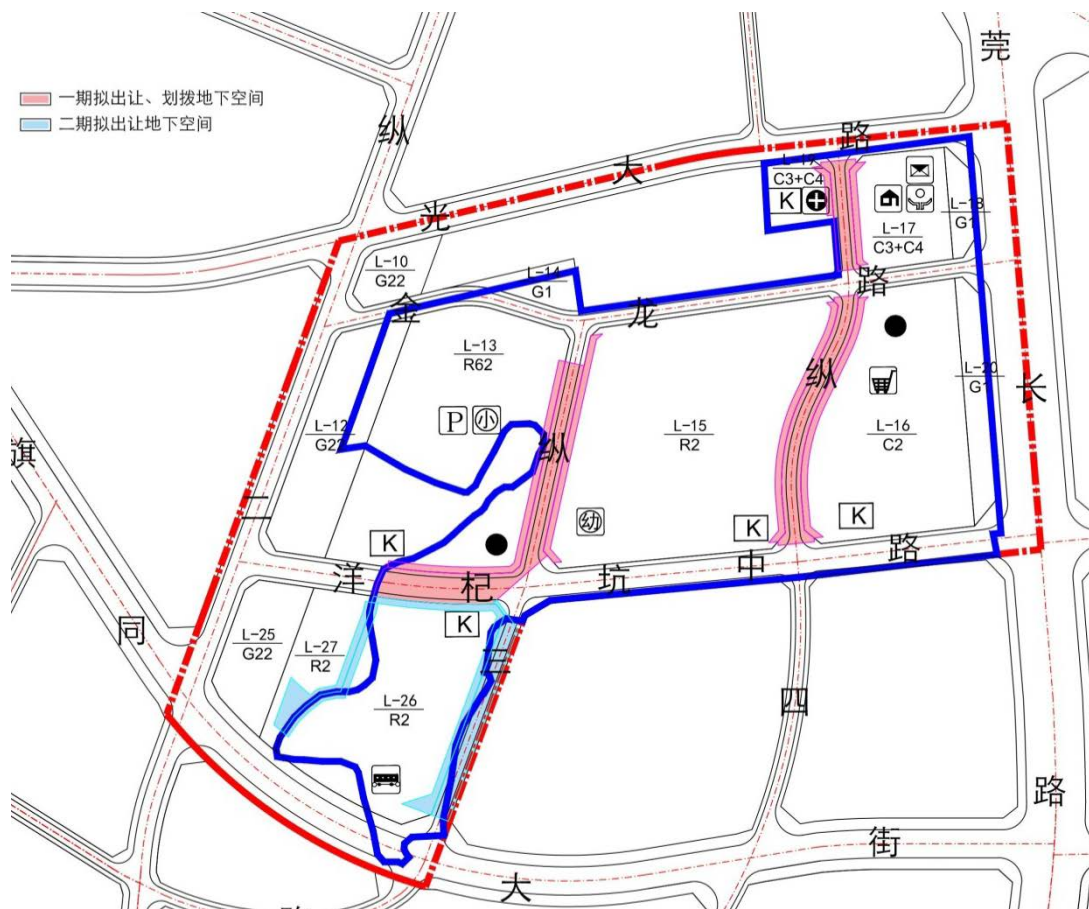 莞
一期拟出让、划拨地下空间
二期拟出让地下空间
纵
路
大
C3+C4
K
L-17
C3+C4
L-18
G1
光
L-10
G22
L-14
G1
金
龙
路
L-13
R62
纵
L-20
G1
长
P
小
L-12
G22
纵
L-15
R2
L-16
C2
旗
二
幼
K
K
K
洋
杞
坑
中
路
K
同
L-25
G22
L-27
R2
三
L-26
R2
四
路
街
大